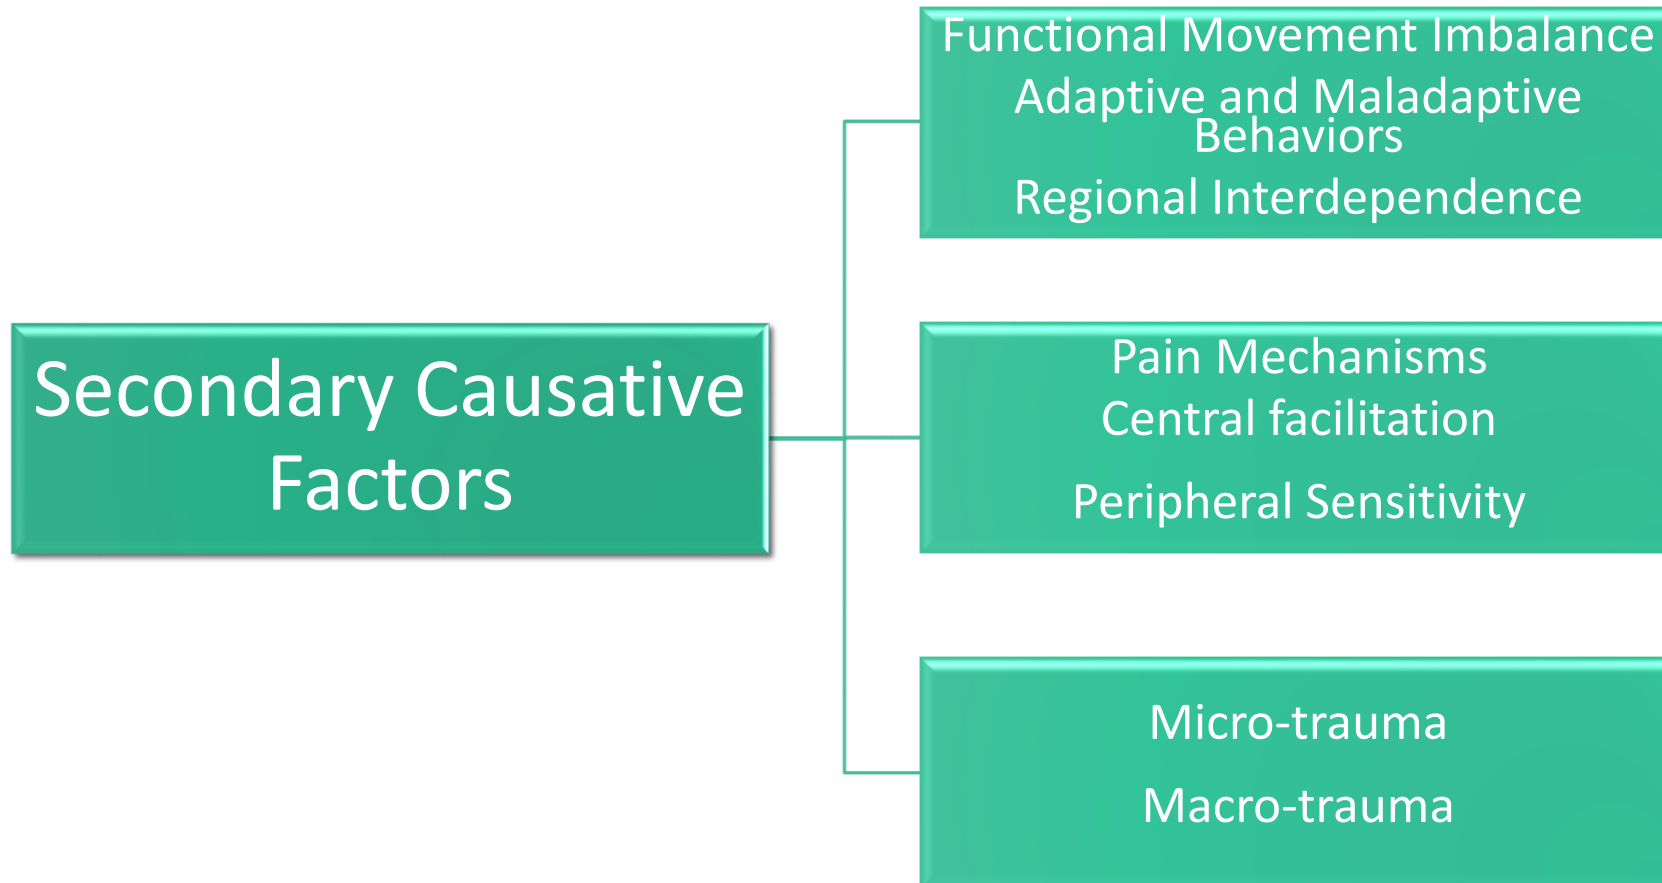 Secondary Causative
Factors
Functional Movement Imbalance
Adaptive and Maladaptive
Behaviors
Regional Interdependence
Pain Mechanisms
Central facilitation
Peripheral Sensitivity
Micro-trauma
Macro-trauma